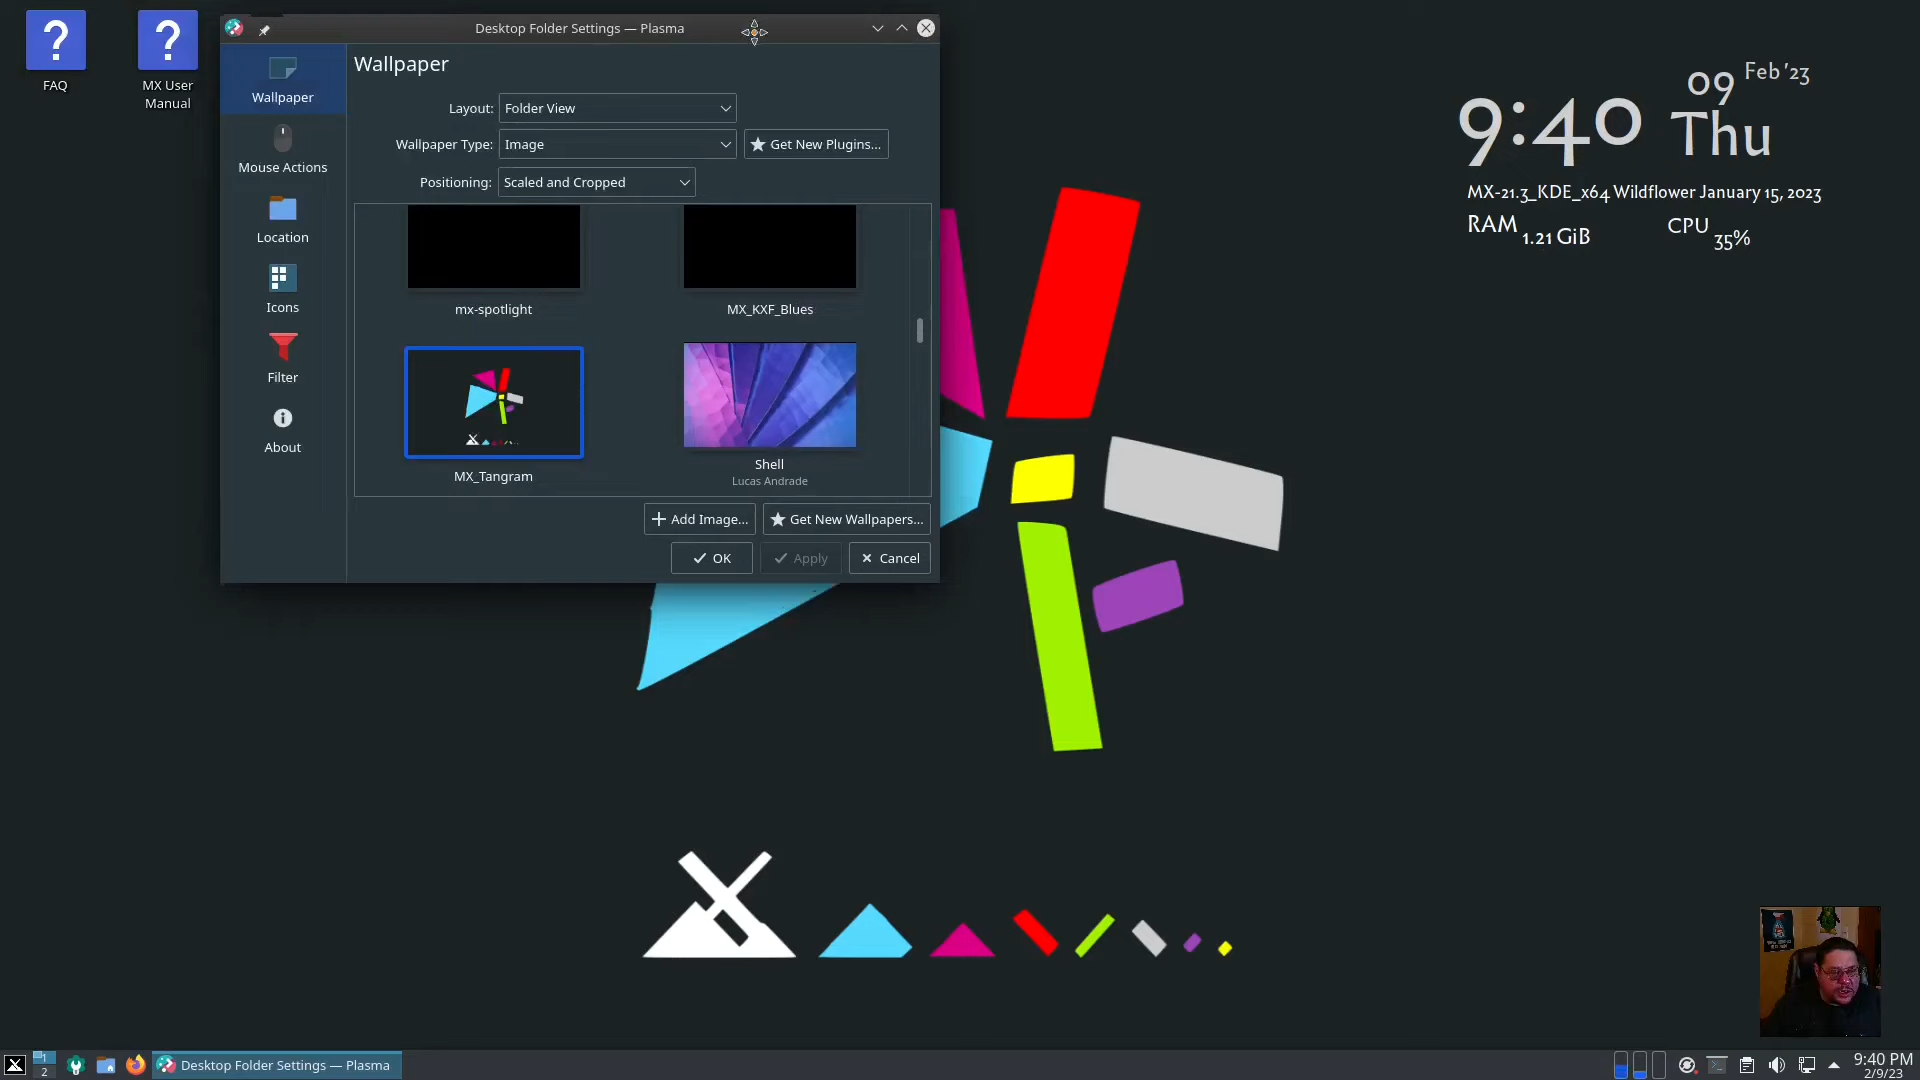 FAQ
MX User
Manual
Desktop Folder Settings — Plasma
Wallpaper
Mouse Actions
Location
Icons
Filter
About
Wallpaper
Layout: Folder View
Wallpaper Type: Image Get New Plugins...
Positioning: Scaled and Cropped
mx-spotlight MX_KXF_Blues
MX_Tangram Shell
Lucas Andrade
Add Image... Get New Wallpapers...
OK Apply Cancel
9:40 09 Feb '23
Thu
MX-21.3_KDE_x64 Wildflower January 15, 2023
RAM 1.21 GiB CPU 35%
1
2
Desktop Folder Settings — Plasma
9:40 PM
2/9/23